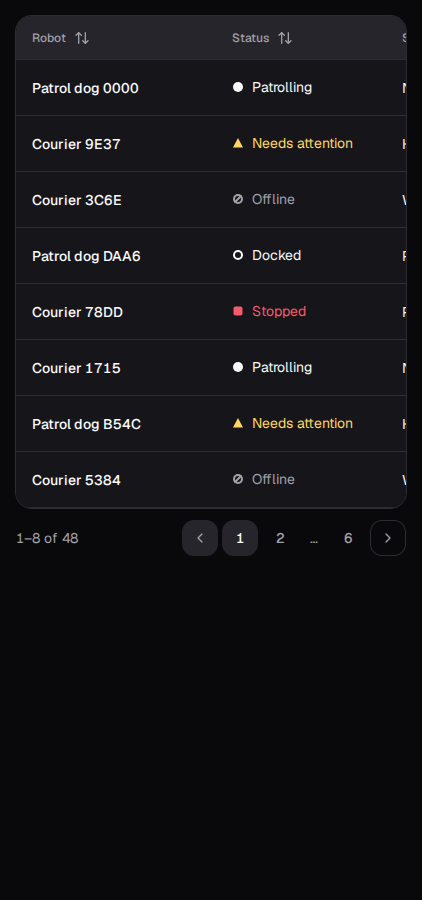 Robot Status
Patrol dog 0000 Patrolling
Courier 9E37 Needs attention
Courier 3C6E Offline
Patrol dog DAA6 Docked
Courier 78DD Stopped
Courier 1715 Patrolling
Patrol dog B54C Needs attention
Courier 5384 Offline
1–8 of 48 1 2 … 6